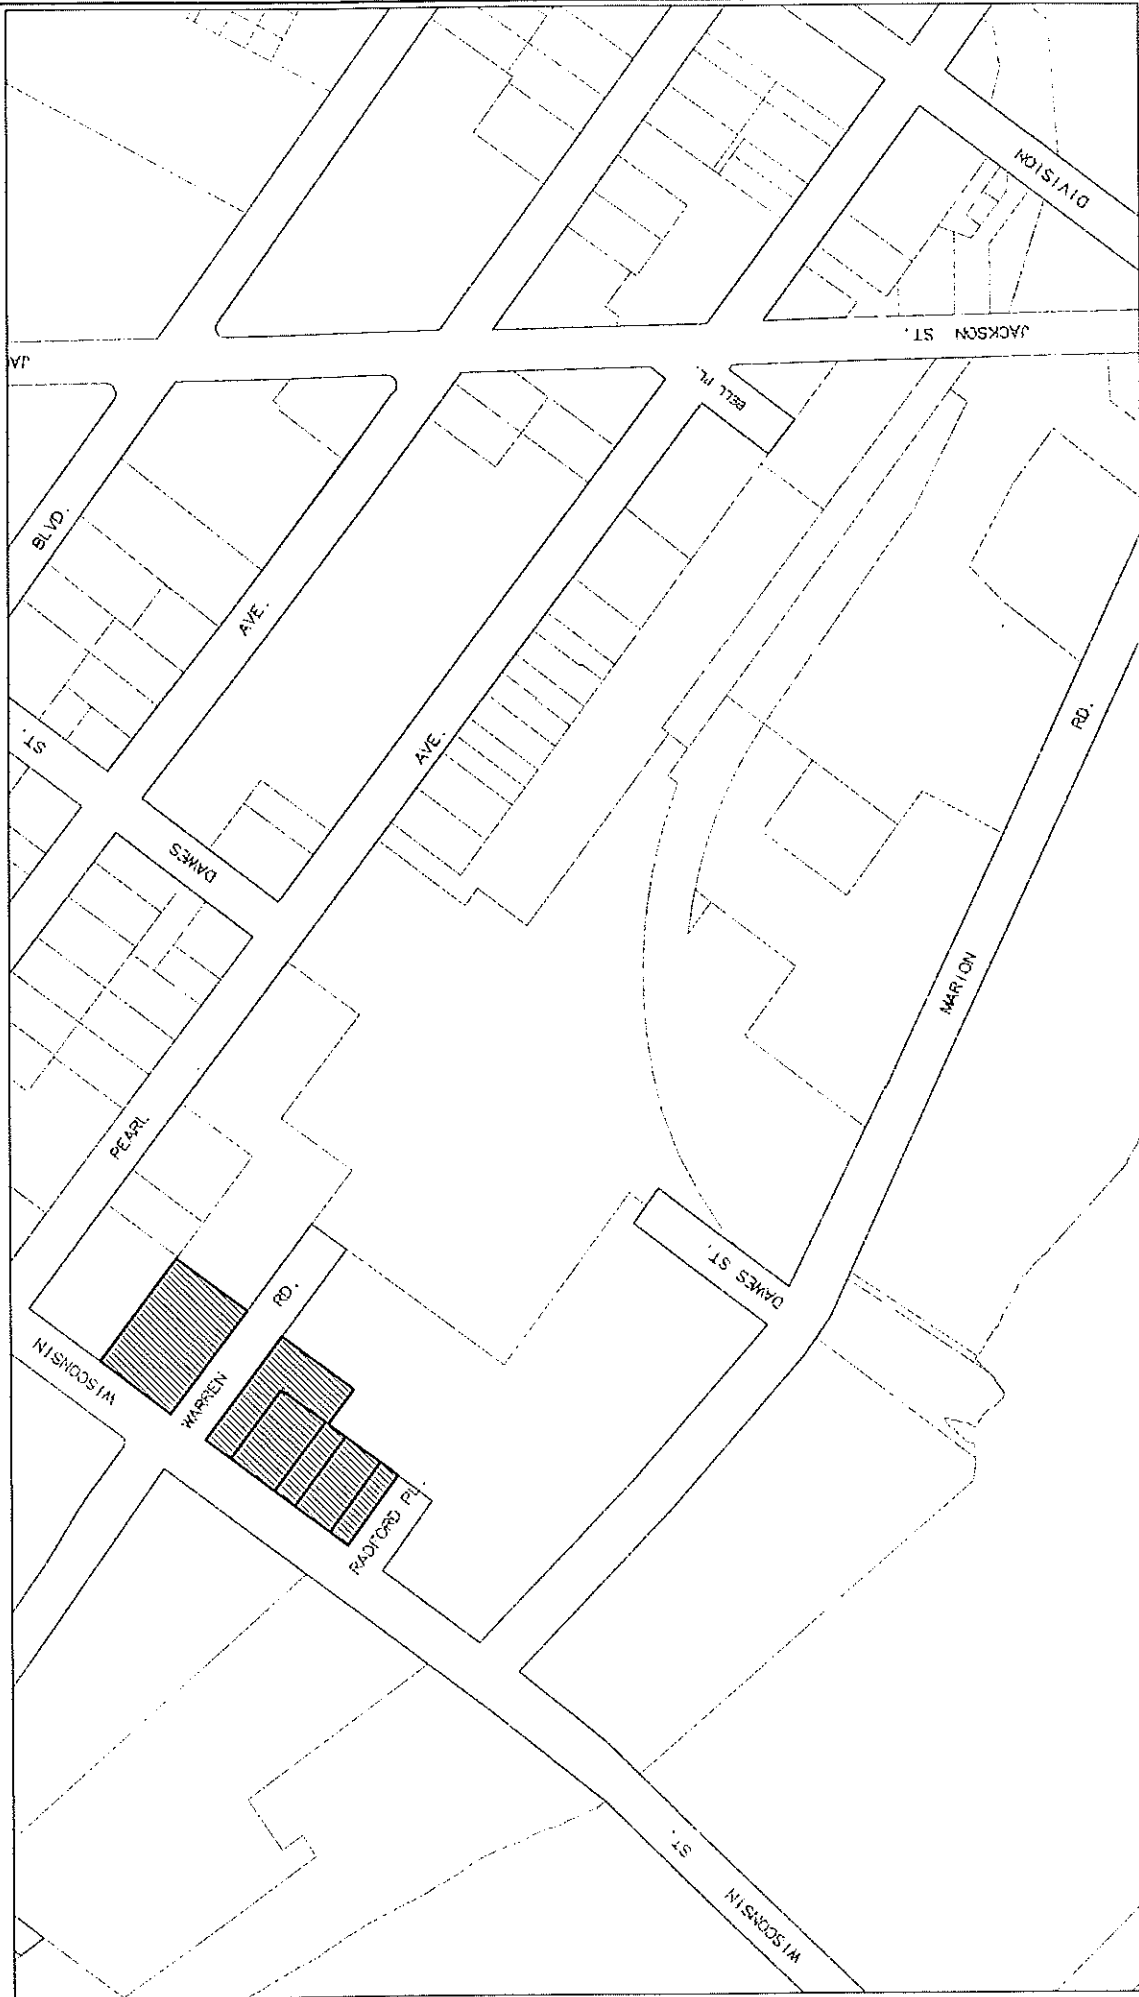 DIVISION
JACKSON ST.
JA
BELL PL.
BLVD.
AVE.
ST.
RD.
AVE.
DAWES
MARION
PEARL
DAWES ST.
RD.
WISCONSIN
WARREN
RADFORD PL.
ST.
WISCONSIN